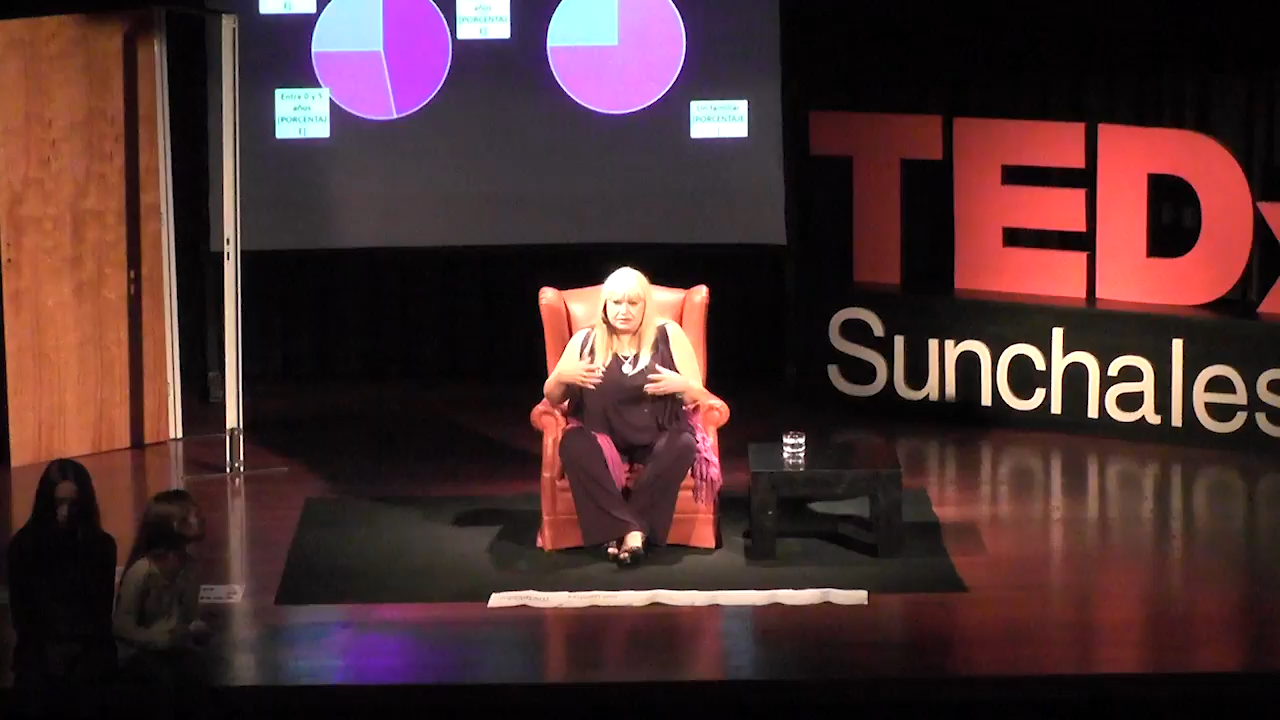 E]
años
[PORCENTAJ
E]
Entre 0 y 5
años
[PORCENTAJ
E]
Un familiar
[PORCENTAJE
]
TEDx
Sunchales